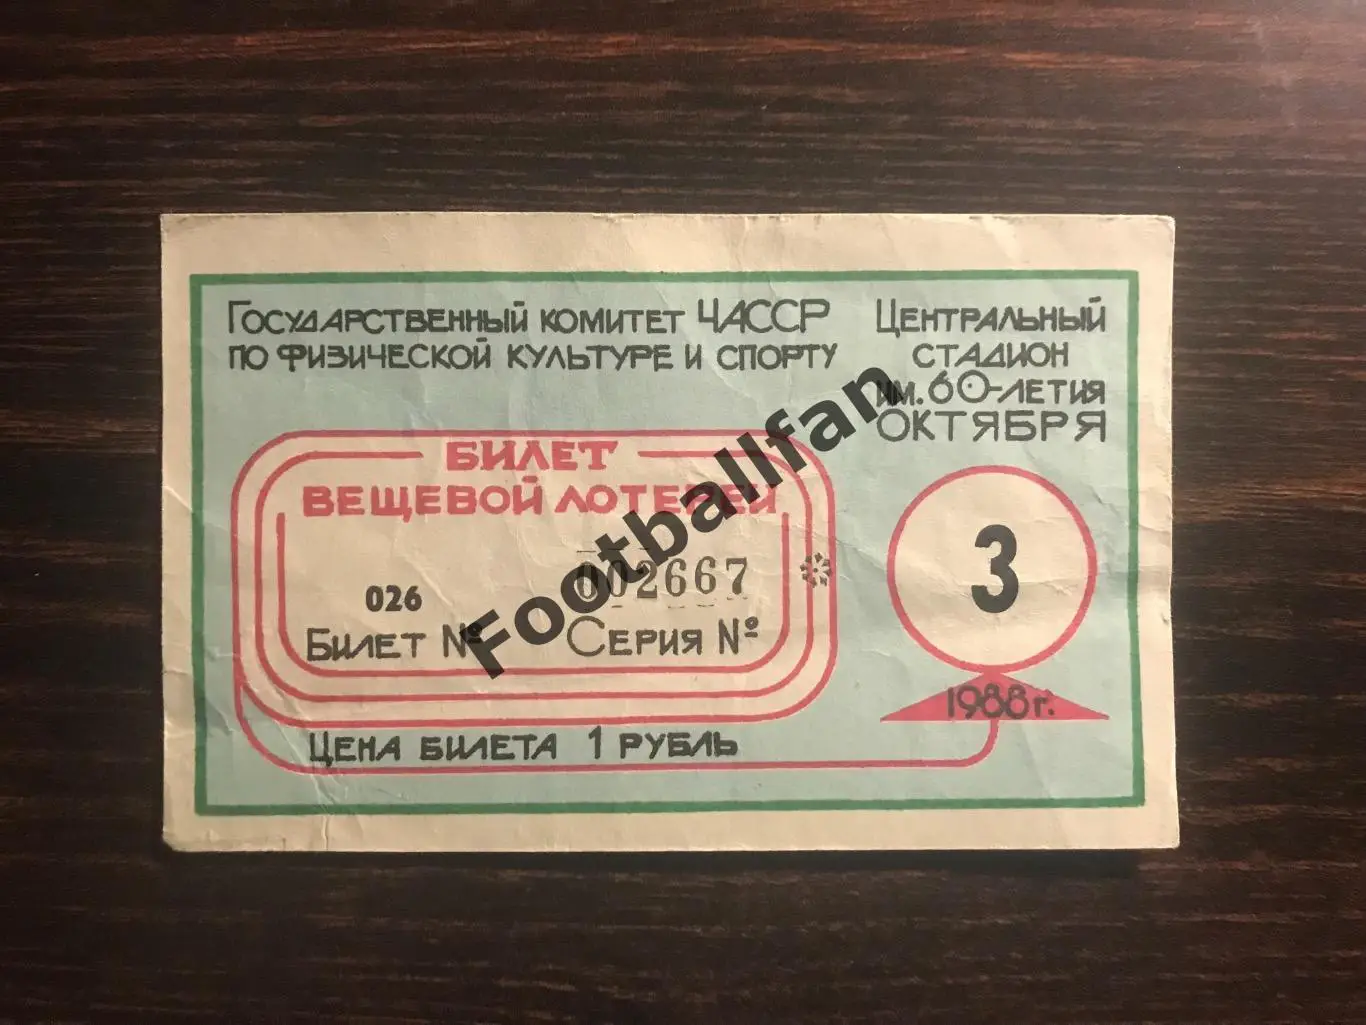 Государственный комитет ЧАССР
по физической культуре и спорту
Центральный
стадион
им. 60-летия
Октября
Билет
вещевой лотереи
026
002667
Билет №
Серия №
3
1988 г.
Цена билета 1 рубль
Footballfan